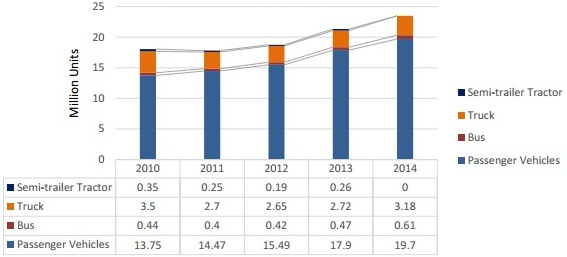 25
20
15
10
5
0
Million Units
2010 2011 2012 2013 2014
Semi-trailer Tractor 0.35 0.25 0.19 0.26 0
Truck 3.5 2.7 2.65 2.72 3.18
Bus 0.44 0.4 0.42 0.47 0.61
Passenger Vehicles 13.75 14.47 15.49 17.9 19.7
Semi-trailer Tractor
Truck
Bus
Passenger Vehicles